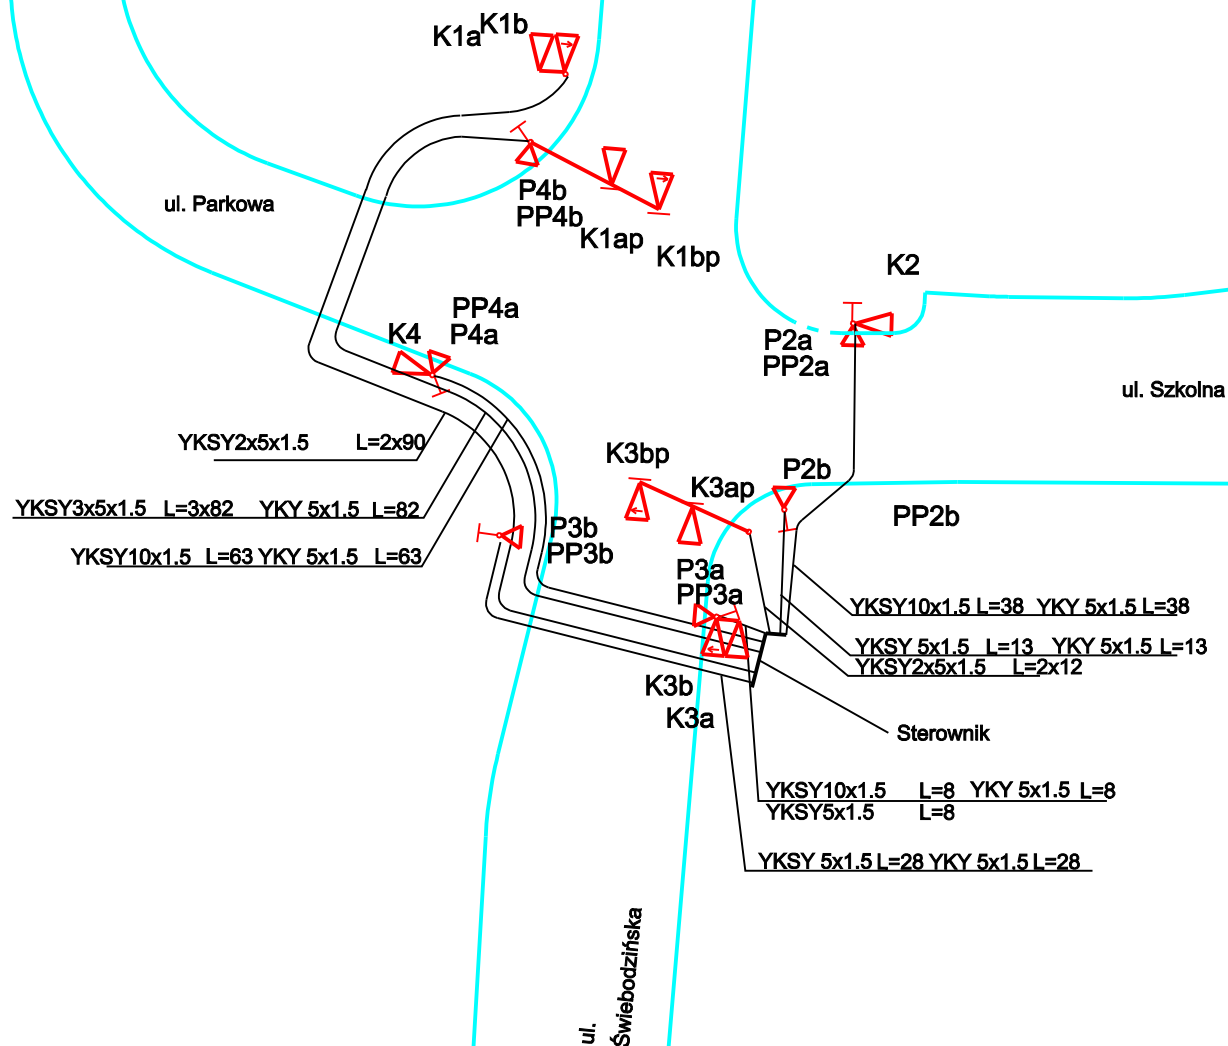 K1a K1b
ul. Parkowa
P4b
PP4b
K1ap
K1bp
K2
PP4a
K4 P4a
P2a
PP2a
ul. Szkolna
YKSY2x5x1.5 L=2x90
K3bp
P2b
K3ap
YKSY3x5x1.5 L=3x82 YKY 5x1.5 L=82
PP2b
P3b
PP3b
YKSY10x1.5 L=63 YKY 5x1.5 L=63
P3a
PP3a
YKSY10x1.5 L=38 YKY 5x1.5 L=38
YKSY 5x1.5 L=13 YKY 5x1.5 L=13
YKSY2x5x1.5 L=2x12
K3b
K3a
Sterownik
YKSY10x1.5 L=8 YKY 5x1.5 L=8
YKSY5x1.5 L=8
YKSY 5x1.5 L=28 YKY 5x1.5 L=28
ul.
Świebodzińska